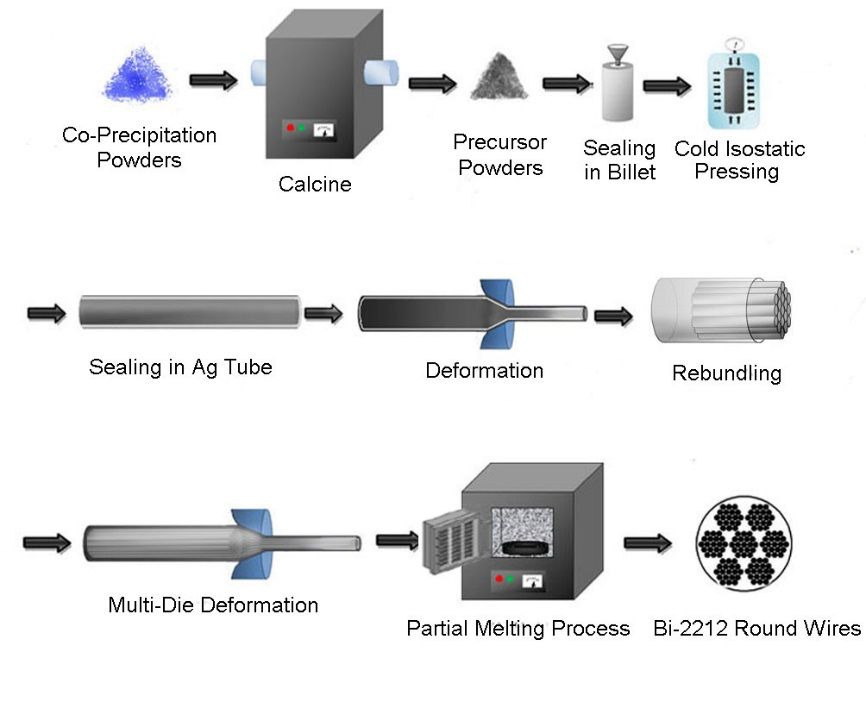 Co-Precipitation
Powders
Calcine
Precursor
Powders
Sealing
in Billet
Cold Isostatic
Pressing
Sealing in Ag Tube
Deformation
Rebundling
Multi-Die Deformation
Partial Melting Process
Bi-2212 Round Wires